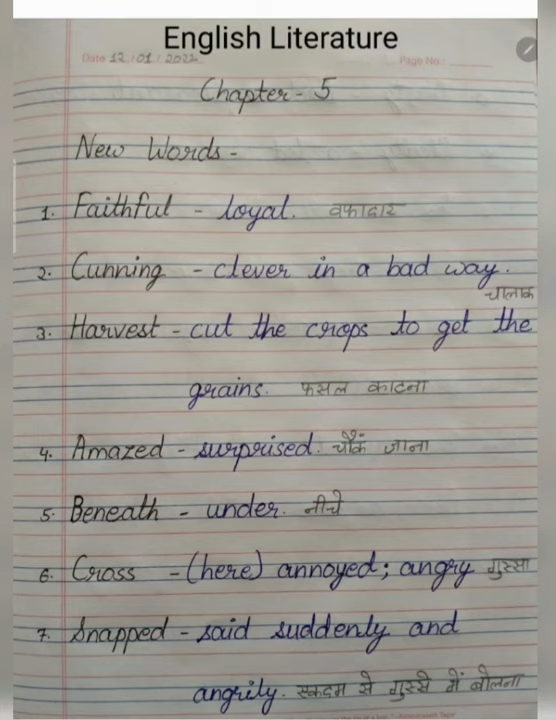 English Literature
Date 12/01/2022 Page No.:
Chapter-5
New Words-
1. Faithful - loyal. वफादार
2. Cunning - clever in a bad way.
चालाक
3. Harvest - cut the crops to get the
grains. फसल काटना
4. Amazed - surprised. चौंक जाना
5. Beneath - under. नीचे
6. Cross - (here) annoyed; angry गुस्सा
7. Snapped - said suddenly and
angrily. एकदम से गुस्से में बोलना